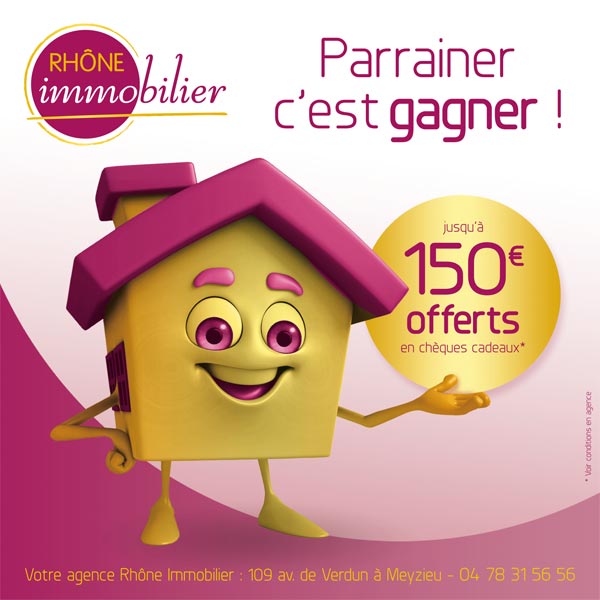 RHÔNE
immobilier
Parrainer
c'est gagner !
jusqu'à
150€
offerts
en chèques cadeaux*
* Voir conditions en agence
Votre agence Rhône Immobilier : 109 av. de Verdun à Meyzieu - 04 78 31 56 56